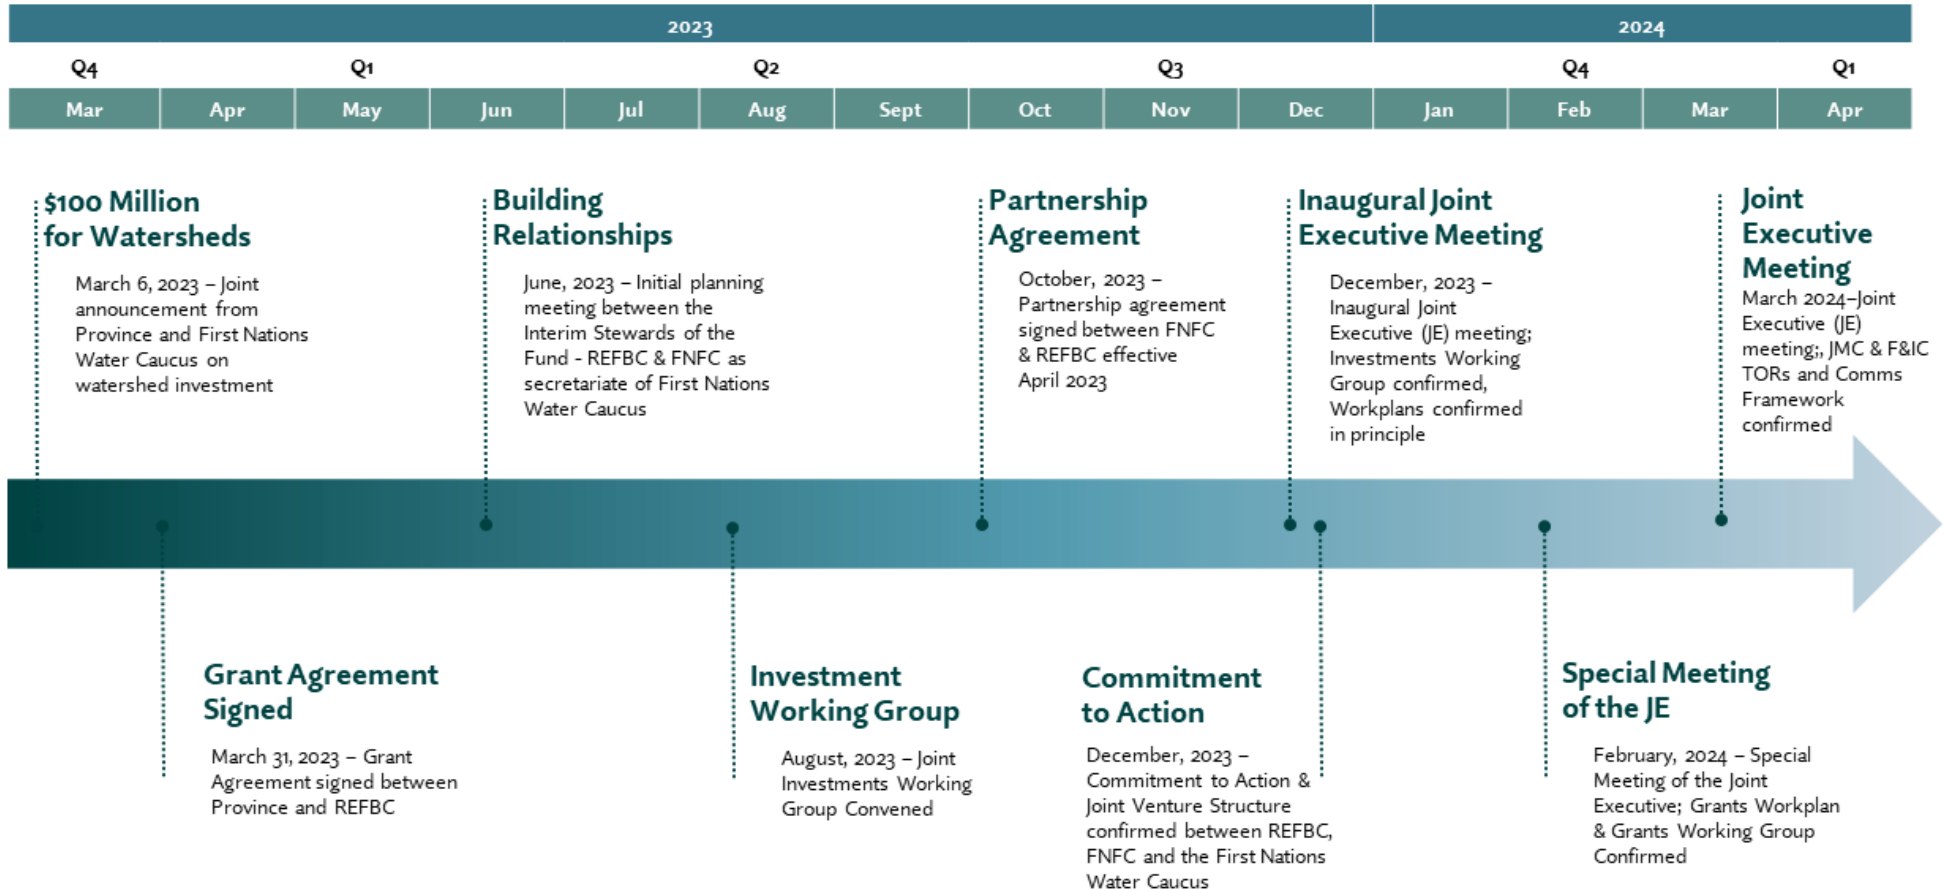 2023
2024
Q4
Q1
Q2
Q3
Q4
Q1
Mar
Apr
May
Jun
Jul
Aug
Sept
Oct
Nov
Dec
Jan
Feb
Mar
Apr
$100 Million
for Watersheds
March 6, 2023 – Joint
announcement from
Province and First Nations
Water Caucus on
watershed investment
Building
Relationships
June, 2023 – Initial planning
meeting between the
Interim Stewards of the
Fund - REFBC & FNFC as
secretariate of First Nations
Water Caucus
Partnership
Agreement
October, 2023 –
Partnership agreement
signed between FNFC
& REFBC effective
April 2023
Inaugural Joint
Executive Meeting
December, 2023 –
Inaugural Joint
Executive (JE) meeting;
Investments Working
Group confirmed,
Workplans confirmed
in principle
Joint
Executive
Meeting
March 2024–Joint
Executive (JE)
meeting;, JMC & F&IC
TORs and Comms
Framework
confirmed
Grant Agreement
Signed
March 31, 2023 – Grant
Agreement signed between
Province and REFBC
Investment
Working Group
August, 2023 – Joint
Investments Working
Group Convened
Commitment
to Action
December, 2023 –
Commitment to Action &
Joint Venture Structure
confirmed between REFBC,
FNFC and the First Nations
Water Caucus
Special Meeting
of the JE
February, 2024 – Special
Meeting of the Joint
Executive; Grants Workplan
& Grants Working Group
Confirmed